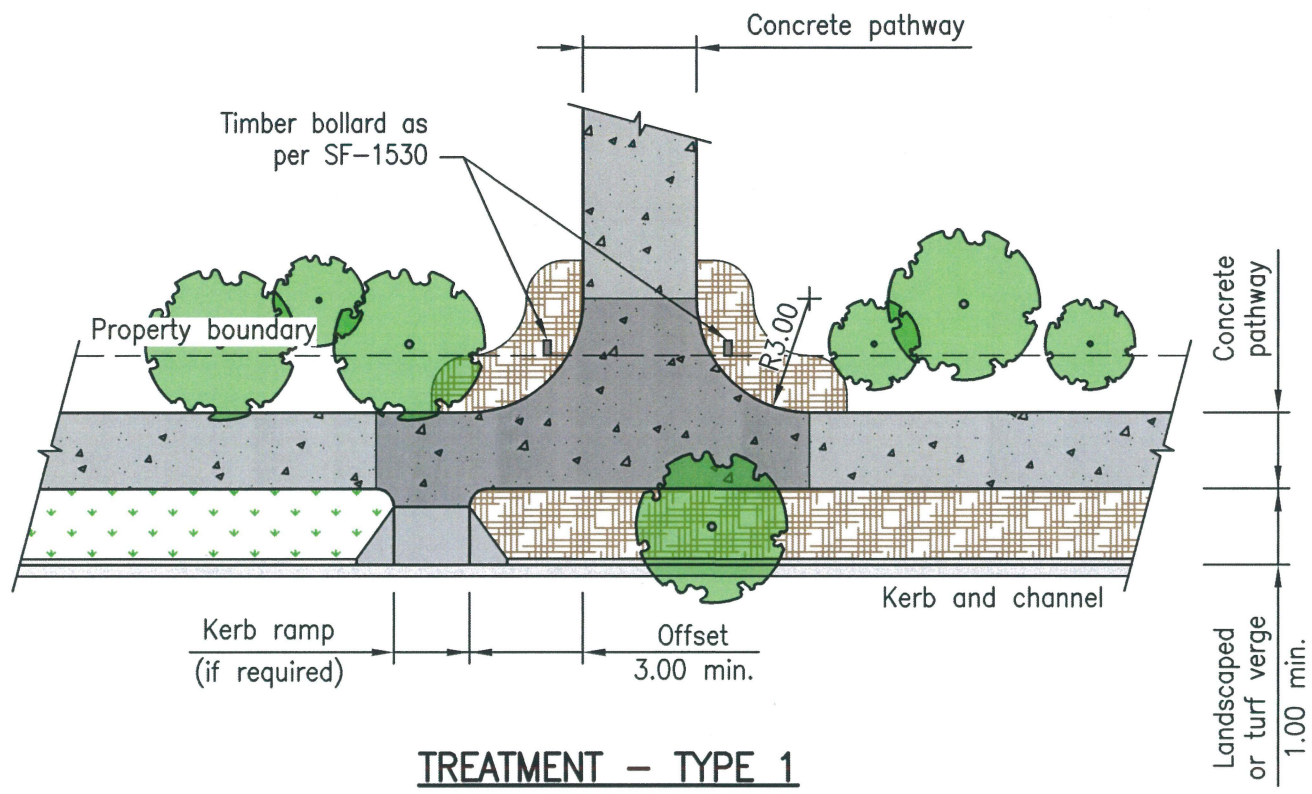 Concrete pathway
Timber bollard as
per SF-1530
Property boundary
R3.00
Concrete
pathway
Kerb and channel
Kerb ramp
(if required)
Offset
3.00 min.
Landscaped
or turf verge
1.00 min.
TREATMENT - TYPE 1